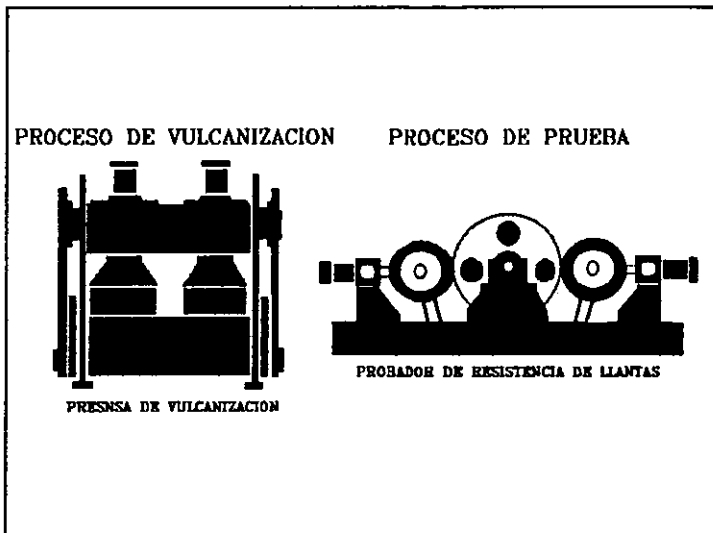 PROCESO DE VULCANIZACION
PROCESO DE PRUEBA
PRESNSA DE VULCANIZACION
PROBADOR DE RESISTENCIA DE LLANTAS